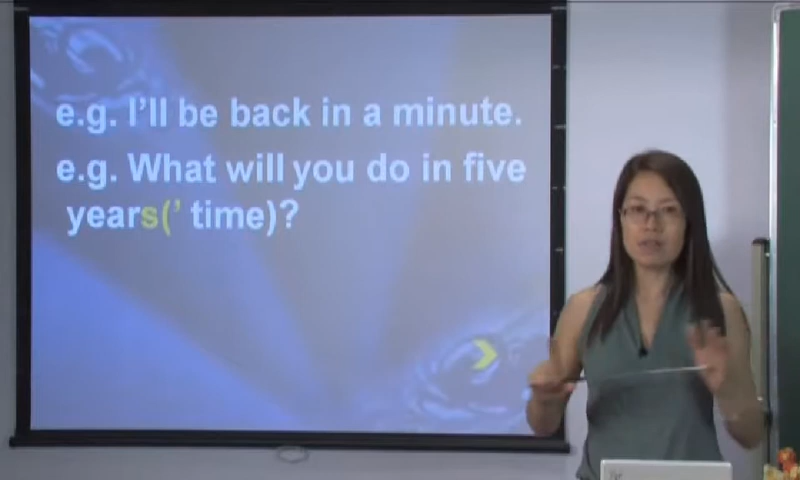 e.g. I'll be back in a minute.
e.g. What will you do in five
years(' time)?